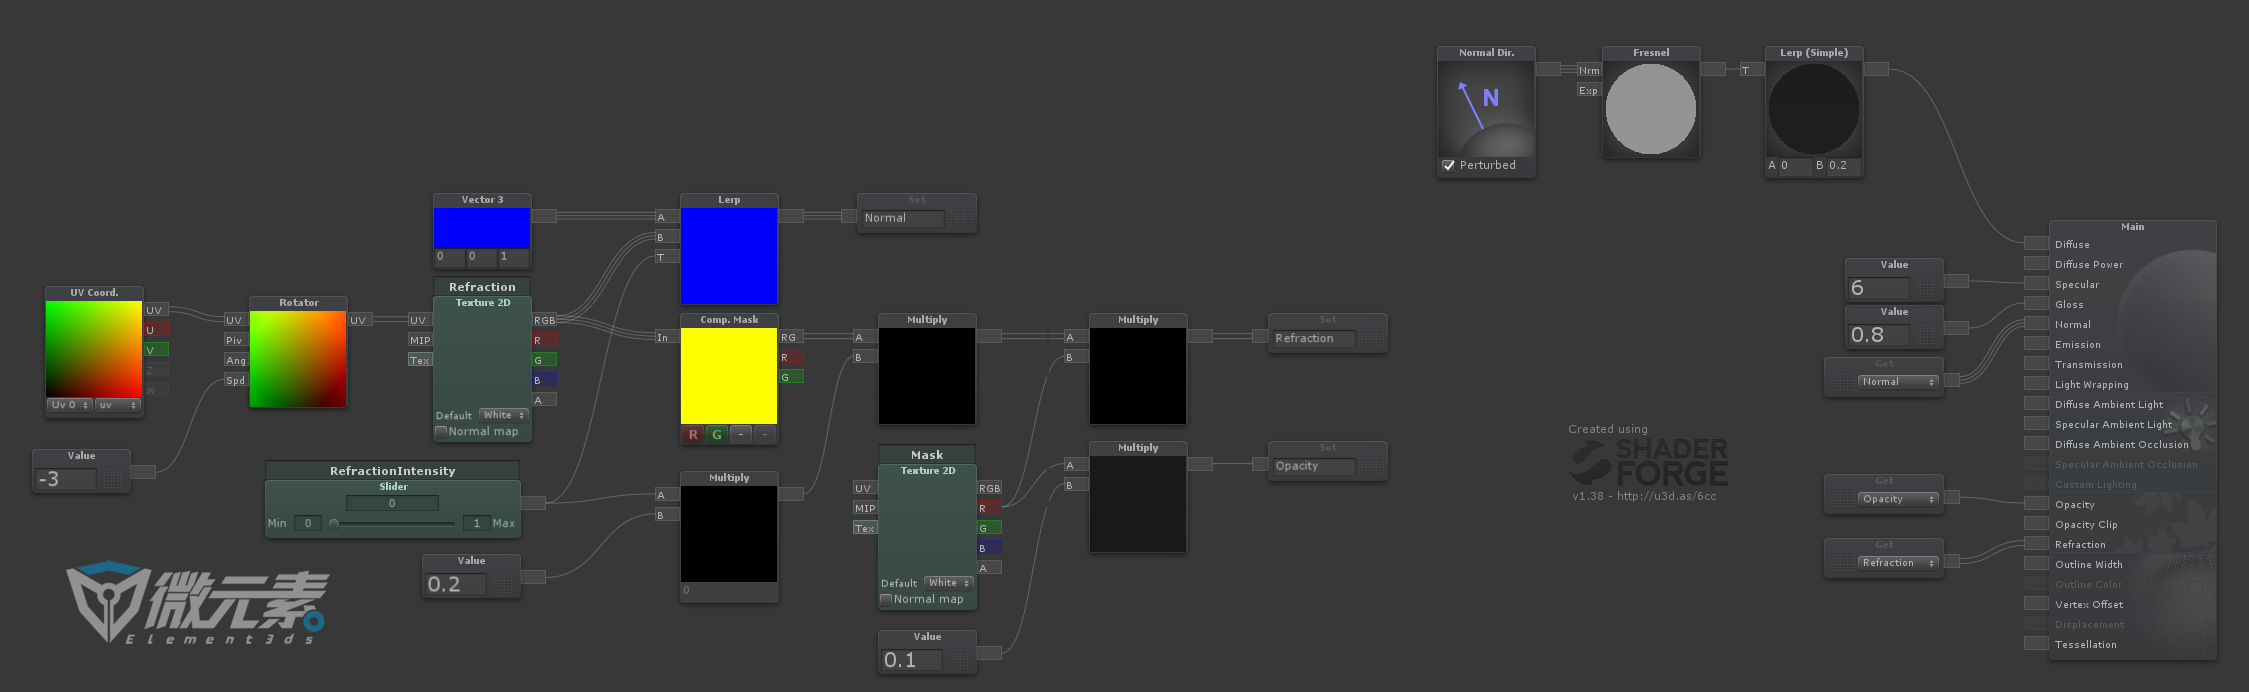 Normal Dir.
N
Perturbed
Fresnel
Nrm
Exp
Lerp (Simple)
T
A 0 B 0.2
Vector 3
0 0 1
Lerp
A
B
T
Set
Normal
UV Coord.
UV
U
V
Z
W
Uv 0
uv
Rotator
UV
Piv
Ang
Spd
UV
Refraction
Texture 2D
UV
MIP
Tex
RGB
R
G
B
A
Default White
Normal map
Comp. Mask
In
RG
R
G
R G - -
Multiply
A
B
Multiply
A
B
Set
Refraction
Value
-3
RefractionIntensity
Slider
0
Min 0 1 Max
Value
0.2
Multiply
A
B
0
Mask
Texture 2D
UV
MIP
Tex
RGB
R
G
B
A
Default White
Normal map
Value
0.1
Multiply
A
B
Set
Opacity
Created using
SHADER
FORGE
v1.38 - http://u3d.as/6cc
Value
6
Value
0.8
Get
Normal
Get
Opacity
Get
Refraction
Main
Diffuse
Diffuse Power
Specular
Gloss
Normal
Emission
Transmission
Light Wrapping
Diffuse Ambient Light
Specular Ambient Light
Diffuse Ambient Occlusion
Specular Ambient Occlusion
Custom Lighting
Opacity
Opacity Clip
Refraction
Outline Width
Outline Color
Vertex Offset
Displacement
Tessellation
微元素
Element3ds